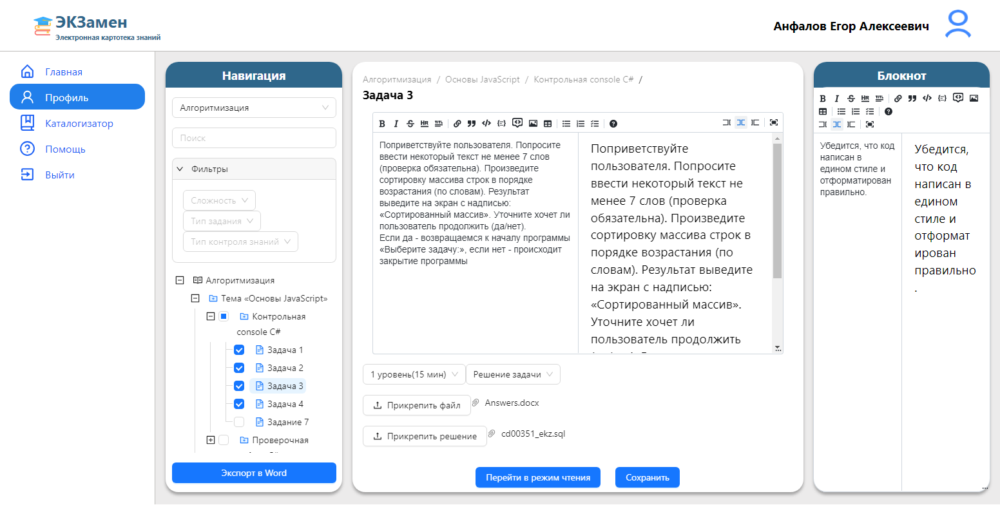 ЭКЗамен
Электронная картотека знаний
Анфалов Егор Алексеевич
Главная
Профиль
Каталогизатор
Помощь
Выйти
Навигация
Алгоритмизация
Поиск
Фильтры
Сложность
Тип задания
Тип контроля знаний
Алгоритмизация
Тема «Основы JavaScript»
Контрольная
console C#
Задача 1
Задача 2
Задача 3
Задача 4
Задание 7
Проверочная
Экспорт в Word
Алгоритмизация / Основы JavaScript / Контрольная console C# /
Задача 3
Поприветствуйте пользователя. Попросите
ввести некоторый текст не менее 7 слов
(проверка обязательна). Произведите
сортировку массива строк в порядке
возрастания (по словам). Результат
выведите на экран с надписью:
«Сортированный массив». Уточните хочет ли
пользователь продолжить (да/нет).
Если да - возвращаемся к началу программы
«Выберите задачу:», если нет - происходит
закрытие программы
Поприветствуйте
пользователя. Попросите
ввести некоторый текст не
менее 7 слов (проверка
обязательна). Произведите
сортировку массива строк в
порядке возрастания (по
словам). Результат выведите
на экран с надписью:
«Сортированный массив».
Уточните хочет ли
пользователь продолжить
1 уровень(15 мин)
Решение задачи
Прикрепить файл
Answers.docx
Прикрепить решение
cd00351_ekz.sql
Перейти в режим чтения
Сохранить
Блокнот
Убедится, что код
написан в
едином стиле и
отформатирован
правильно.
Убедится,
что код
написан в
едином
стиле и
отформат
ирован
правильно
.